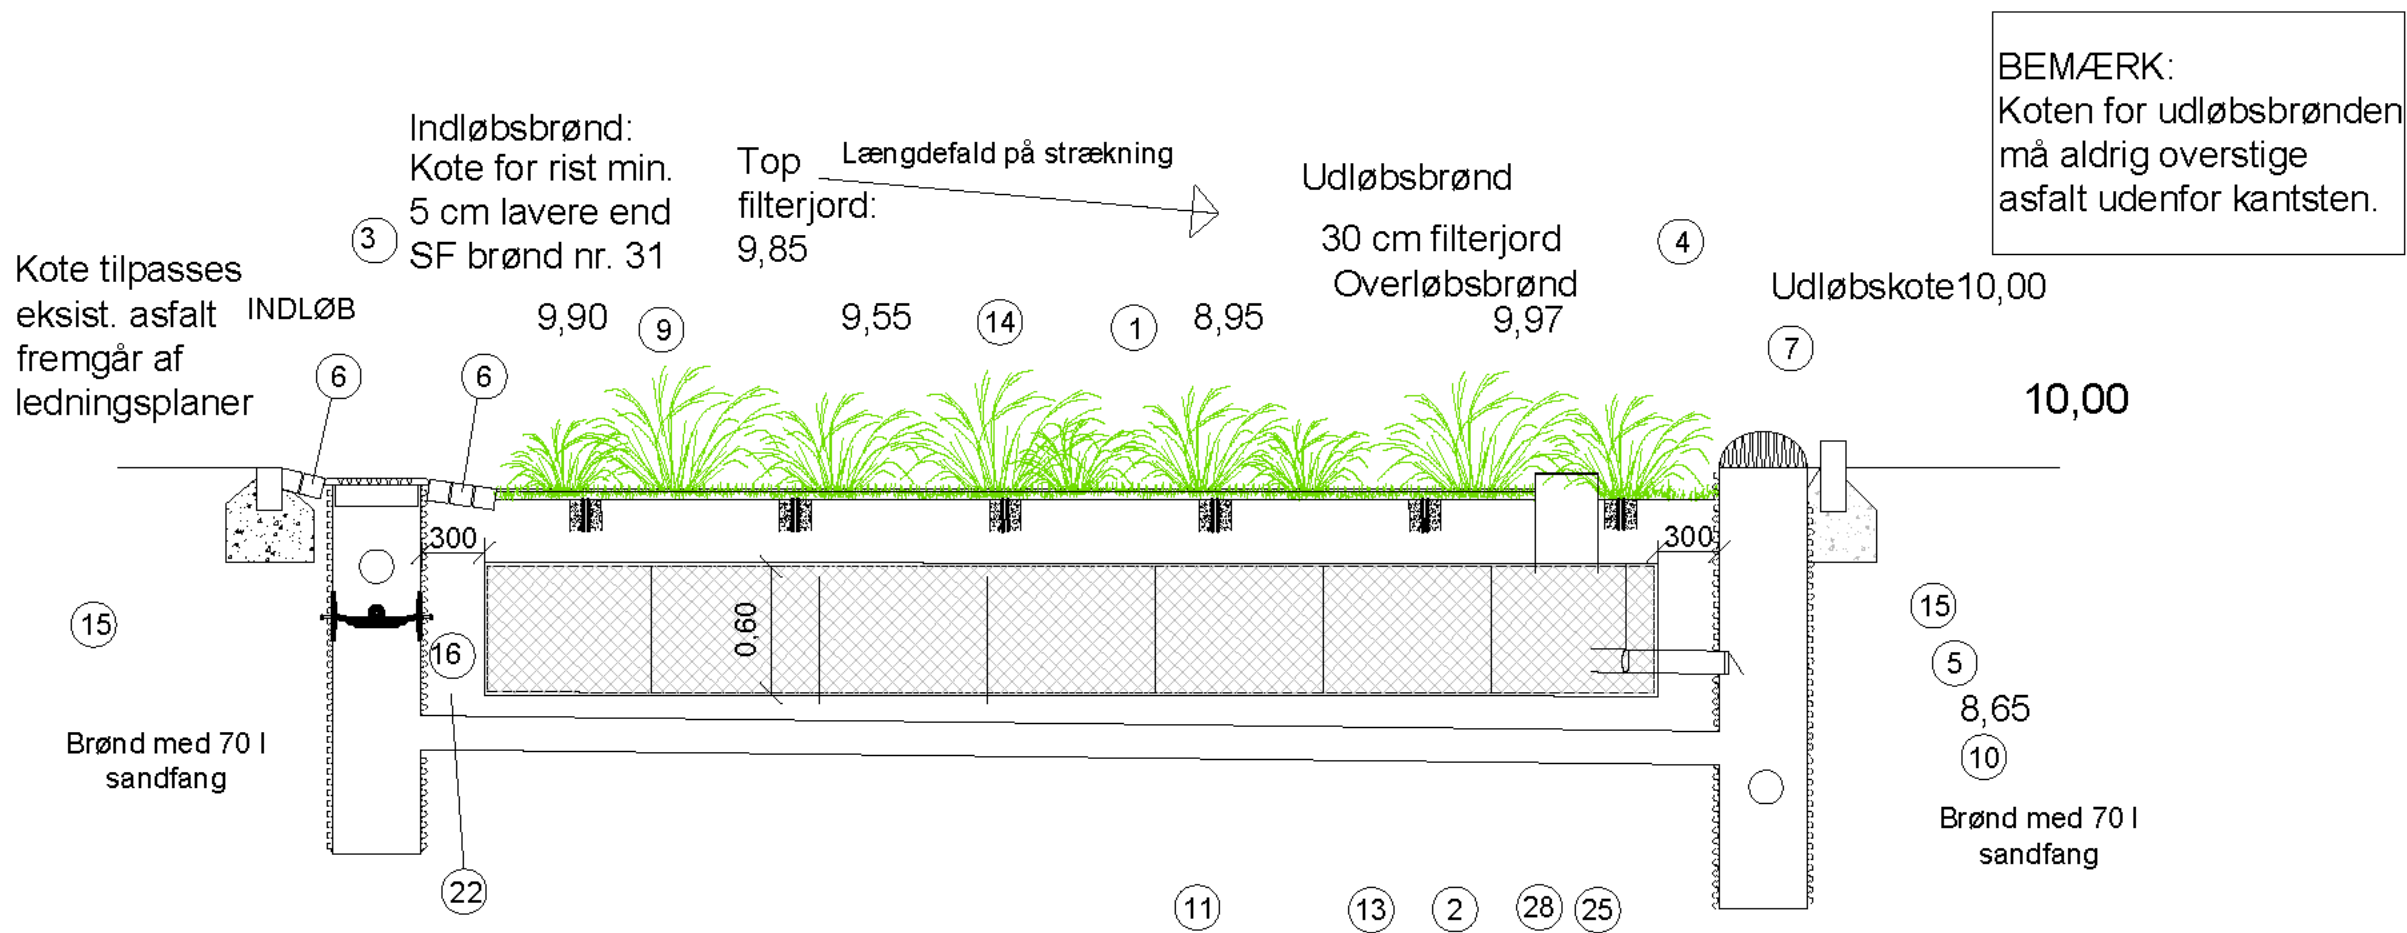 BEMÆRK:
Koten for udløbsbrønden
må aldrig overstige
asfalt udenfor kantsten.
Indløbsbrønd:
Kote for rist min.
5 cm lavere end
SF brønd nr. 31
3
Top
filterjord:
9,85
Længdefald på strækning
Udløbsbrønd
30 cm filterjord
Overløbsbrønd
9,97
4
Kote tilpasses
eksist. asfalt
fremgår af
ledningsplaner
INDLØB
Udløbskote10,00
9,90
9
9,55
14
1
8,95
7
6
6
10,00
300
300
0,60
15
16
15
5
8,65
10
Brønd med 70 l
sandfang
Brønd med 70 l
sandfang
22
11
13
2
28
25